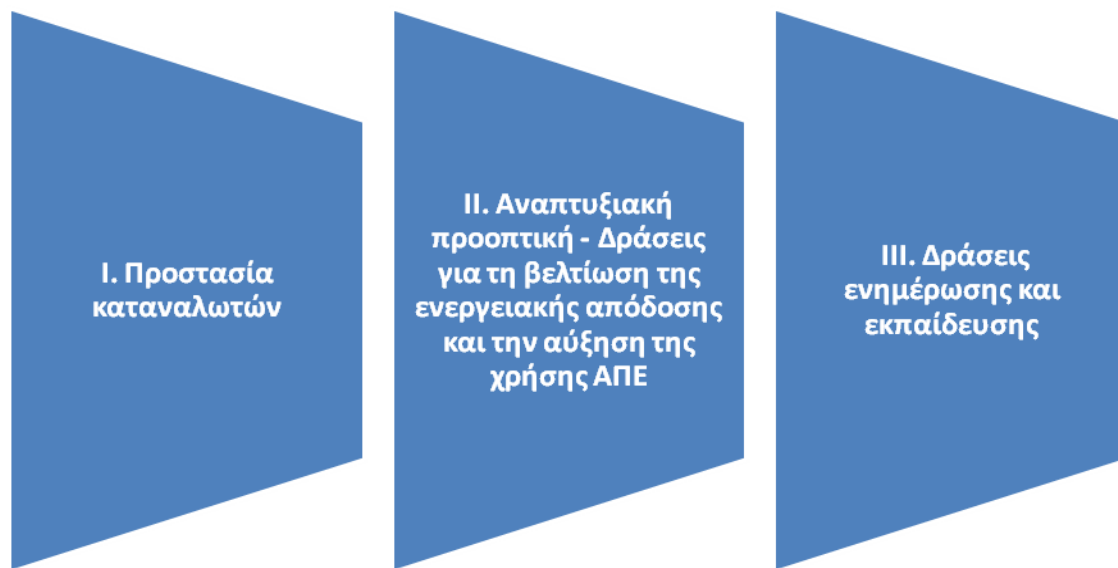 I. Προστασία
καταναλωτών
II. Αναπτυξιακή
προοπτική - Δράσεις
για τη βελτίωση της
ενεργειακής απόδοσης
και την αύξηση της
χρήσης ΑΠΕ
III. Δράσεις
ενημέρωσης και
εκπαίδευσης